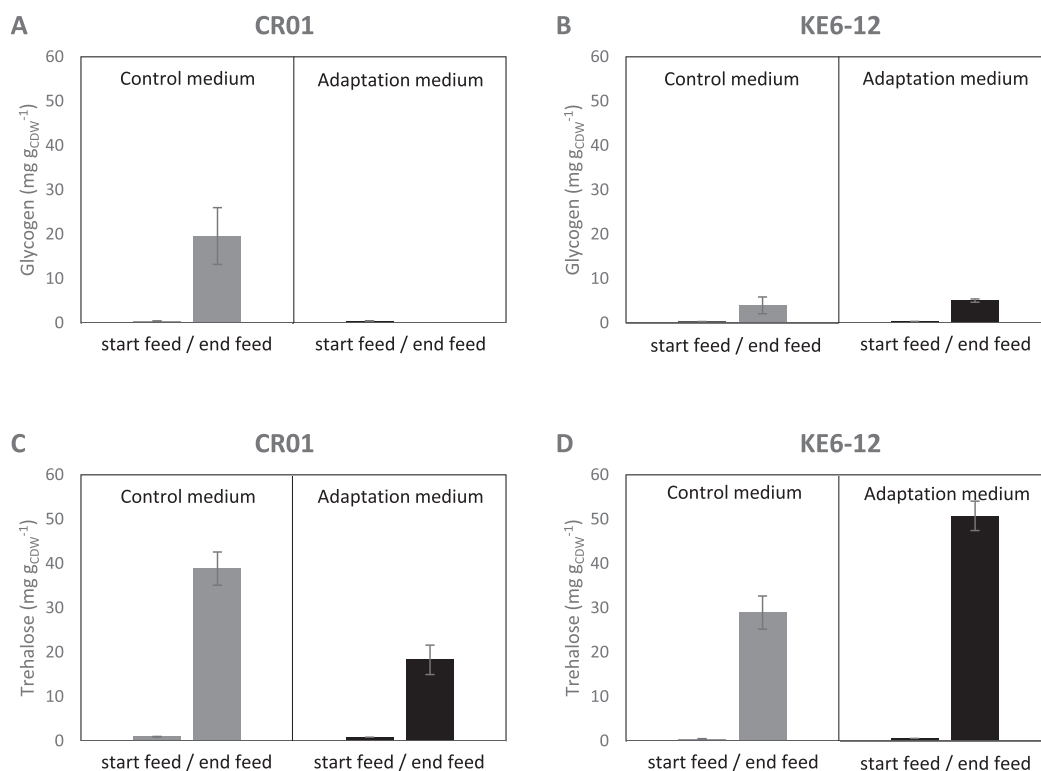 A
CR01
Glycogen (mg gCDW⁻¹)
60
50
40
30
20
10
0
Control medium
Adaptation medium
start feed / end feed
start feed / end feed
B
KE6-12
Glycogen (mg gCDW⁻¹)
60
50
40
30
20
10
0
Control medium
Adaptation medium
start feed / end feed
start feed / end feed
C
CR01
Trehalose (mg gCDW⁻¹)
60
50
40
30
20
10
0
Control medium
Adaptation medium
start feed / end feed
start feed / end feed
D
KE6-12
Trehalose (mg gCDW⁻¹)
60
50
40
30
20
10
0
Control medium
Adaptation medium
start feed / end feed
start feed / end feed